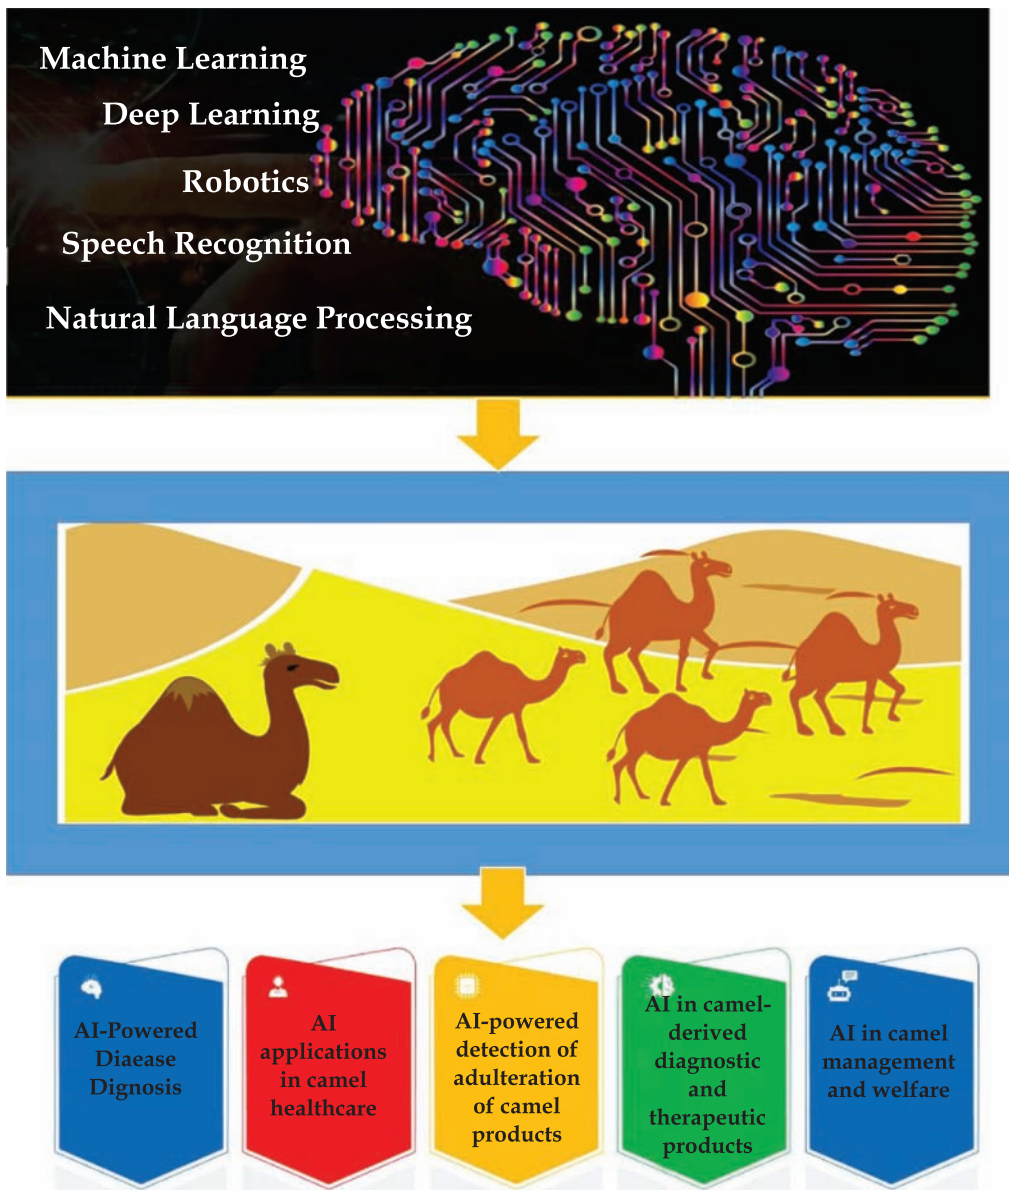 Machine Learning
Deep Learning
Robotics
Speech Recognition
Natural Language Processing
AI-Powered
Diaease
Dignosis
AI
applications
in camel
healthcare
AI-powered
detection of
adulteration
of camel
products
AI in camel-
derived
diagnostic
and
therapeutic
products
AI in camel
management
and welfare